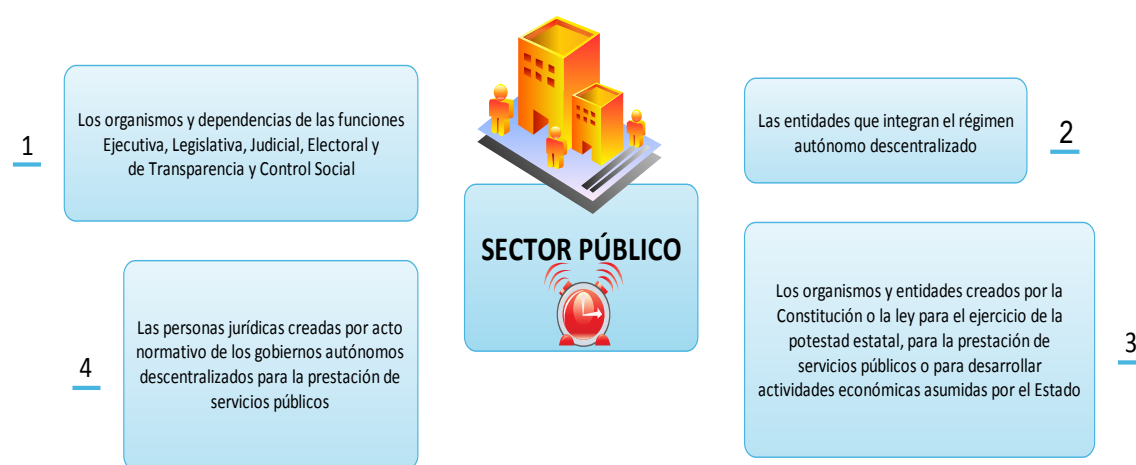 1
Los organismos y dependencias de las funciones
Ejecutiva, Legislativa, Judicial, Electoral y
de Transparencia y Control Social
SECTOR PÚBLICO
Las entidades que integran el régimen
autónomo descentralizado
2
Los organismos y entidades creados por la
Constitución o la ley para el ejercicio de la
potestad estatal, para la prestación de
servicios públicos o para desarrollar
actividades económicas asumidas por el Estado
3
4
Las personas jurídicas creadas por acto
normativo de los gobiernos autónomos
descentralizados para la prestación de
servicios públicos